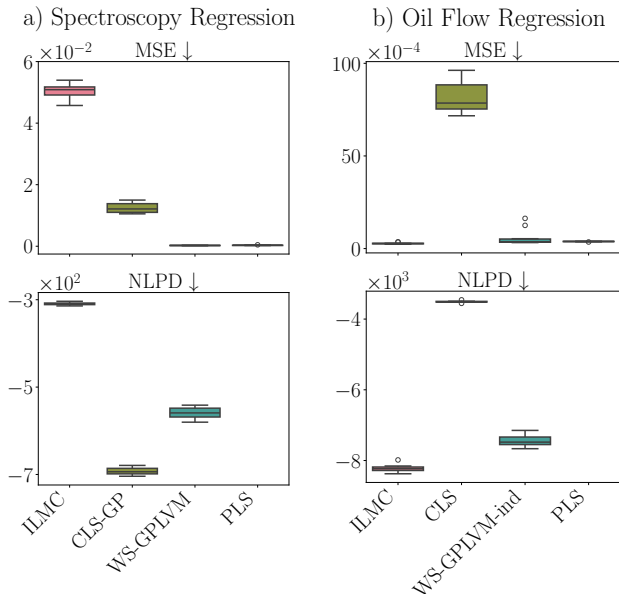 a) Spectroscopy Regression
×10⁻²
MSE ↓
6
4
2
0
×10²
NLPD ↓
−3
−5
−7
ILMC
CLS-GP
WS-GPLVM
PLS
b) Oil Flow Regression
×10⁻⁴
MSE ↓
100
50
0
×10³
NLPD ↓
−4
−6
−8
ILMC
CLS
WS-GPLVM-ind
PLS